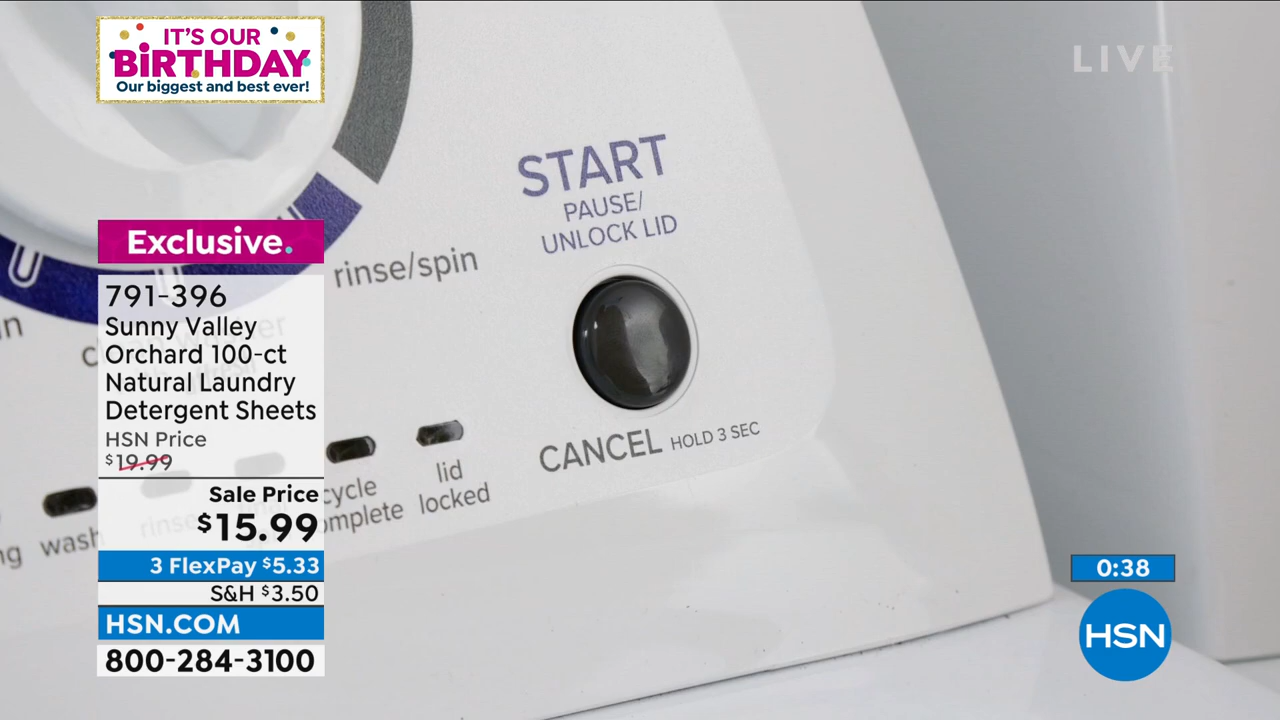 IT'S OUR
BIRTHDAY
Our biggest and best ever!
LIVE
START
PAUSE/
UNLOCK LID
rinse/spin
CANCEL HOLD 3 SEC
lid
locked
cycle
omplete
wash
rinse
Exclusive.
791-396
Sunny Valley
Orchard 100-ct
Natural Laundry
Detergent Sheets
HSN Price
$19.99
Sale Price
$15.99
3 FlexPay $5.33
S&H $3.50
HSN.COM
800-284-3100
0:38
HSN